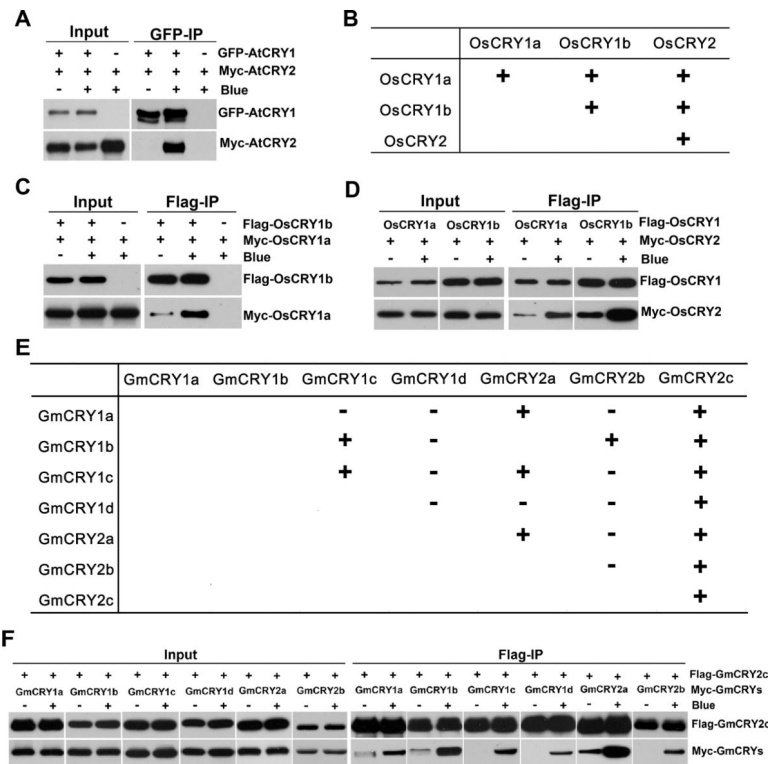 A
Input GFP-IP
+ + - + + - GFP-AtCRY1
+ + + + + + Myc-AtCRY2
- + + - + + Blue
GFP-AtCRY1
Myc-AtCRY2
B
OsCRY1a OsCRY1b OsCRY2
OsCRY1a + + +
OsCRY1b + +
OsCRY2 +
C
Input Flag-IP
+ + - + + - Flag-OsCRY1b
+ + + + + + Myc-OsCRY1a
- + + - + + Blue
Flag-OsCRY1b
Myc-OsCRY1a
D
Input Flag-IP
OsCRY1a OsCRY1b OsCRY1a OsCRY1b Flag-OsCRY1
+ + + + + + + + Myc-OsCRY2
- + - + - + - + Blue
Flag-OsCRY1
Myc-OsCRY2
E
GmCRY1a GmCRY1b GmCRY1c GmCRY1d GmCRY2a GmCRY2b GmCRY2c
GmCRY1a - - + - +
GmCRY1b + - + +
GmCRY1c + - + - +
GmCRY1d - - - +
GmCRY2a + - +
GmCRY2b - +
GmCRY2c +
F
Input Flag-IP
+ + + + + + + + + + + + + + + + + + + + + + + + Flag-GmCRY2c
GmCRY1a GmCRY1b GmCRY1c GmCRY1d GmCRY2a GmCRY2b GmCRY1a GmCRY1b GmCRY1c GmCRY1d GmCRY2a GmCRY2b Myc-GmCRYs
- + - + - + - + - + - + - + - + - + - + - + - + Blue
Flag-GmCRY2c
Myc-GmCRYs